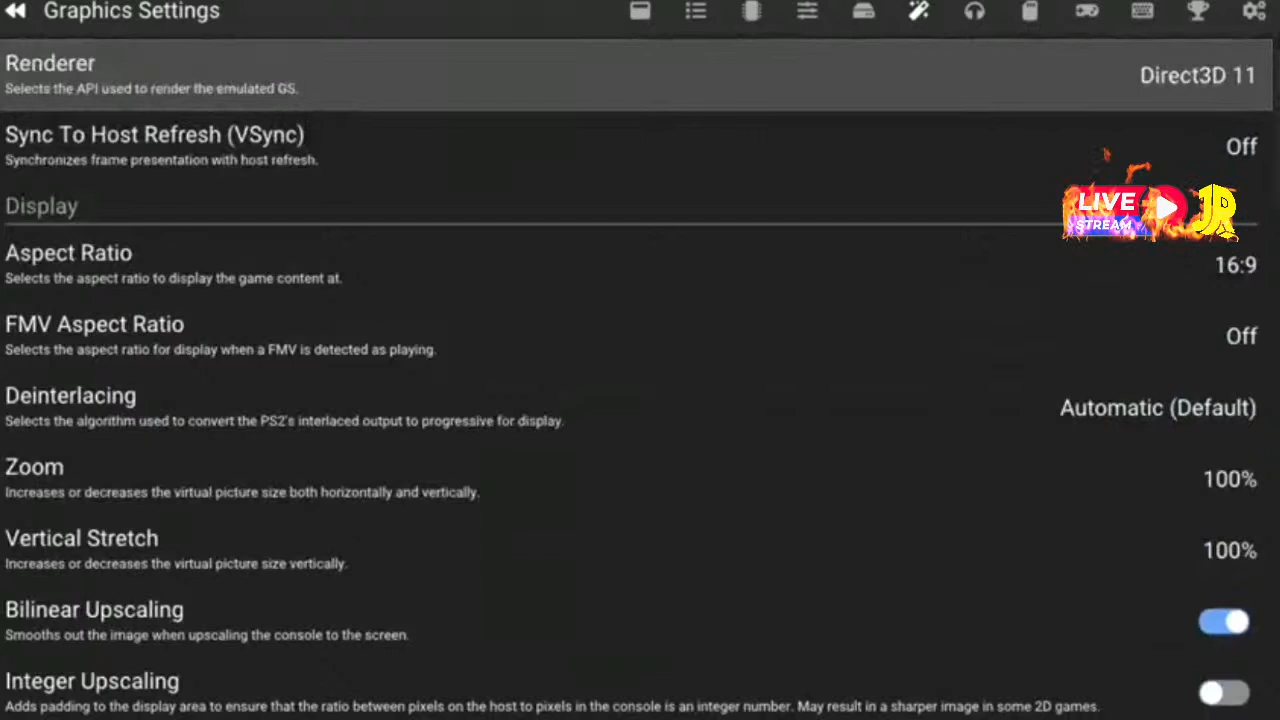 Graphics Settings
Renderer
Selects the API used to render the emulated GS.
Direct3D 11
Sync To Host Refresh (VSync)
Synchronizes frame presentation with host refresh.
Off
LIVE
STREAM
JR
Display
Aspect Ratio
Selects the aspect ratio to display the game content at.
16:9
FMV Aspect Ratio
Selects the aspect ratio for display when a FMV is detected as playing.
Off
Deinterlacing
Selects the algorithm used to convert the PS2's interlaced output to progressive for display.
Automatic (Default)
Zoom
Increases or decreases the virtual picture size both horizontally and vertically.
100%
Vertical Stretch
Increases or decreases the virtual picture size vertically.
100%
Bilinear Upscaling
Smooths out the image when upscaling the console to the screen.
Integer Upscaling
Adds padding to the display area to ensure that the ratio between pixels on the host to pixels in the console is an integer number. May result in a sharper image in some 2D games.